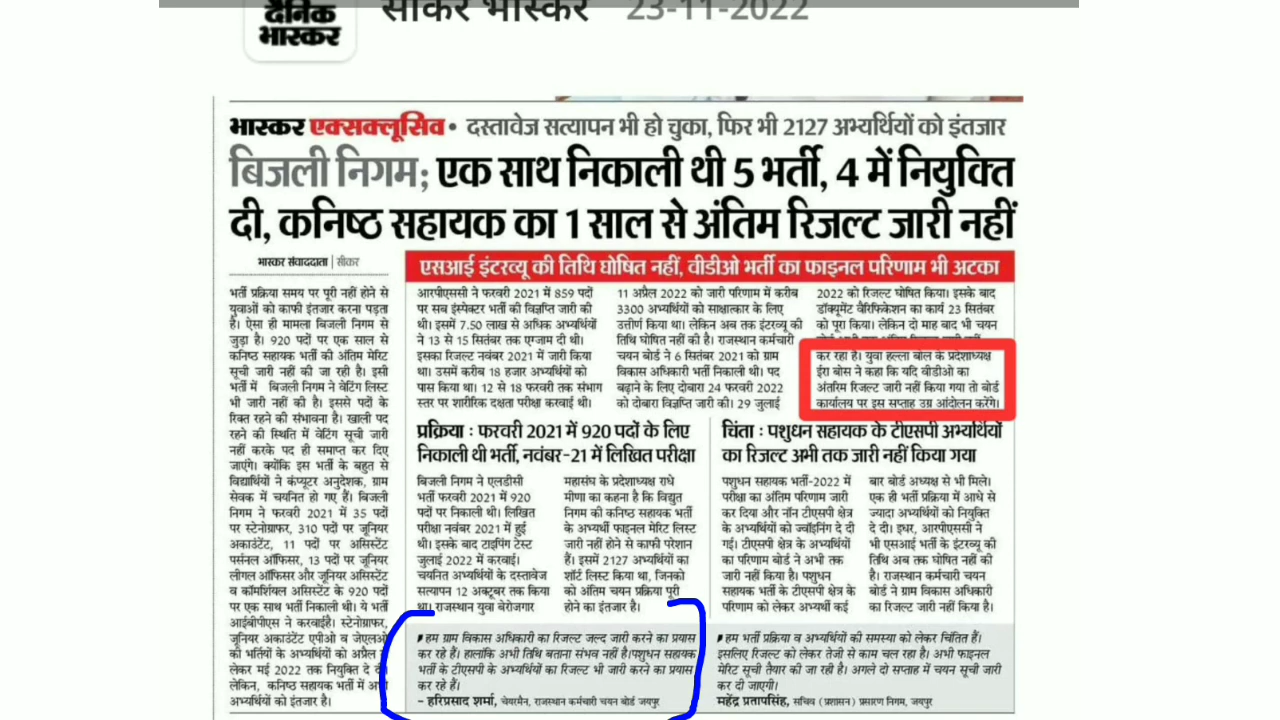 दैनिक
भास्कर
सीकर भास्कर 23-11-2022
भास्कर एक्सक्लूसिव • दस्तावेज सत्यापन भी हो चुका, फिर भी 2127 अभ्यर्थियों को इंतजार
बिजली निगम; एक साथ निकाली थी 5 भर्ती, 4 में नियुक्ति
दी, कनिष्ठ सहायक का 1 साल से अंतिम रिजल्ट जारी नहीं
भास्कर संवाददाता | सीकर
भर्ती प्रक्रिया समय पर पूरी नहीं होने से
युवाओं को काफी इंतजार करना पड़ता
है। ऐसा ही मामला बिजली निगम से
जुड़ा है। 920 पदों पर एक साल से
कनिष्ठ सहायक भर्ती की अंतिम मेरिट
सूची जारी नहीं की जा रही है। इसी
भर्ती में बिजली निगम ने वेटिंग लिस्ट
भी जारी नहीं की है। इससे पदों के
रिक्त रहने की संभावना है। खाली पद
रहने की स्थिति में वेटिंग सूची जारी
नहीं करके पद ही समाप्त कर दिए
जाएंगे। क्योंकि इस भर्ती के बहुत से
विद्यार्थियों ने कंप्यूटर अनुदेशक, ग्राम
सेवक में चयनित हो गए हैं। बिजली
निगम ने फरवरी 2021 में 35 पदों
पर स्टेनोग्राफर, 310 पदों पर जूनियर
अकाउंटेंट, 11 पदों पर असिस्टेंट
पर्सनल ऑफिसर, 13 पदों पर जूनियर
लीगल ऑफिसर और जूनियर असिस्टेंट
व कॉमर्शियल असिस्टेंट के 920 पदों
पर एक साथ भर्ती निकाली थी। ये भर्ती
आईबीपीएस ने करवाई है। स्टेनोग्राफर,
जूनियर अकाउंटेंट एपीओ व जेएलओ
की भर्तियों के अभ्यर्थियों को अप्रैल
लेकर मई 2022 तक नियुक्ति दे दी
लेकिन, कनिष्ठ सहायक भर्ती में
अभ्यर्थियों को इंतजार है।
एसआई इंटरव्यू की तिथि घोषित नहीं, वीडीओ भर्ती का फाइनल परिणाम भी अटका
आरपीएससी ने फरवरी 2021 में 859 पदों
पर सब इंस्पेक्टर भर्ती की विज्ञप्ति जारी की
थी। इसमें 7.50 लाख से अधिक अभ्यर्थियों
ने 13 से 15 सितंबर तक एग्जाम दी थी।
इसका रिजल्ट नवंबर 2021 में जारी किया
था। उसमें करीब 18 हजार अभ्यर्थियों को
पास किया था। 12 से 18 फरवरी तक संभाग
स्तर पर शारीरिक दक्षता परीक्षा करवाई थी।
11 अप्रैल 2022 को जारी परिणाम में करीब
3300 अभ्यर्थियों को साक्षात्कार के लिए
उत्तीर्ण किया था। लेकिन अब तक इंटरव्यू की
तिथि घोषित नहीं की है। राजस्थान कर्मचारी
चयन बोर्ड ने 6 सितंबर 2021 को ग्राम
विकास अधिकारी भर्ती निकाली थी। पद
बढ़ाने के लिए दोबारा 24 फरवरी 2022
को दोबारा विज्ञप्ति जारी की। 29 जुलाई
2022 को रिजल्ट घोषित किया। इसके बाद
डॉक्यूमेंट वैरिफिकेशन का कार्य 23 सितंबर
को पूरा किया। लेकिन दो माह बाद भी चयन
कर रहा है। युवा हल्ला बोल के प्रदेशाध्यक्ष
ईरा बोस ने कहा कि यदि वीडीओ का
अंतरिम रिजल्ट जारी नहीं किया गया तो बोर्ड
कार्यालय पर इस सप्ताह उग्र आंदोलन करेंगे।
प्रक्रिया : फरवरी 2021 में 920 पदों के लिए
निकाली थी भर्ती, नवंबर-21 में लिखित परीक्षा
बिजली निगम ने एलडीसी
भर्ती फरवरी 2021 में 920
पदों पर निकाली थी। लिखित
परीक्षा नवंबर 2021 में हुई
थी। इसके बाद टाइपिंग टेस्ट
जुलाई 2022 में करवाई।
चयनित अभ्यर्थियों के दस्तावेज
सत्यापन 12 अक्टूबर तक किया
था। राजस्थान युवा बेरोजगार
महासंघ के प्रदेशाध्यक्ष राधे
मीणा का कहना है कि विद्युत
निगम की कनिष्ठ सहायक भर्ती
के अभ्यर्थी फाइनल मेरिट लिस्ट
जारी नहीं होने से काफी परेशान
हैं। इसमें 2127 अभ्यर्थियों का
शॉर्ट लिस्ट किया था, जिनको
को अंतिम चयन प्रक्रिया पूरी
होने का इंतजार है।
चिंता : पशुधन सहायक के टीएसपी अभ्यर्थियों
का रिजल्ट अभी तक जारी नहीं किया गया
पशुधन सहायक भर्ती-2022 में
परीक्षा का अंतिम परिणाम जारी
कर दिया और नॉन टीएसपी क्षेत्र
के अभ्यर्थियों को ज्वॉइनिंग दे दी
गई। टीएसपी क्षेत्र के अभ्यर्थियों
का परिणाम बोर्ड ने अभी तक
जारी नहीं किया है। पशुधन
सहायक भर्ती के टीएसपी क्षेत्र के
परिणाम को लेकर अभ्यर्थी कई
बार बोर्ड अध्यक्ष से भी मिले।
एक ही भर्ती प्रक्रिया में आधे से
ज्यादा अभ्यर्थियों को नियुक्ति
दे दी। इधर, आरपीएससी ने
भी एसआई भर्ती के इंटरव्यू की
तिथि अब तक घोषित नहीं की
है। राजस्थान कर्मचारी चयन
बोर्ड ने ग्राम विकास अधिकारी
का रिजल्ट जारी नहीं किया है।
हम ग्राम विकास अधिकारी का रिजल्ट जल्द जारी करने का प्रयास
कर रहे हैं। हालांकि अभी तिथि बताना संभव नहीं है।पशुधन सहायक
भर्ती के टीएसपी के अभ्यर्थियों का रिजल्ट भी जारी करने का प्रयास
कर रहे हैं।
- हरिप्रसाद शर्मा, चेयरमैन, राजस्थान कर्मचारी चयन बोर्ड जयपुर
हम भर्ती प्रक्रिया व अभ्यर्थियों की समस्या को लेकर चिंतित हैं।
इसलिए रिजल्ट को लेकर तेजी से काम चल रहा है। अभी फाइनल
मेरिट सूची तैयार की जा रही है। अगले दो सप्ताह में चयन सूची जारी
कर दी जाएगी।
महेंद्र प्रतापसिंह, सचिव (प्रशासन) प्रसारण निगम, जयपुर